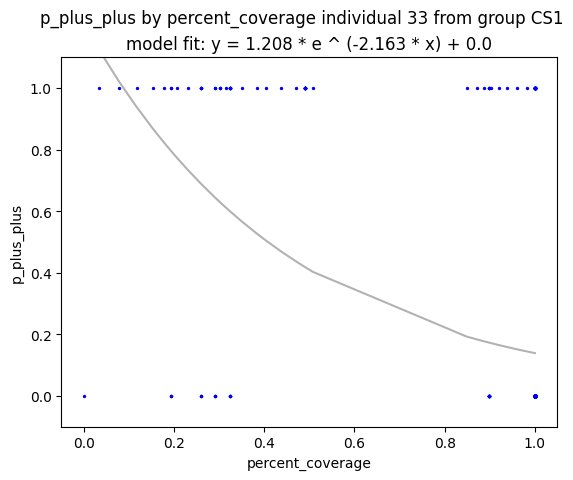 p_plus_plus by percent_coverage individual 33 from group CS1
model fit: y = 1.208 * e ^ (-2.163 * x) + 0.0
1.0
0.8
0.6
0.4
0.2
0.0
p_plus_plus
0.0 0.2 0.4 0.6 0.8 1.0
percent_coverage